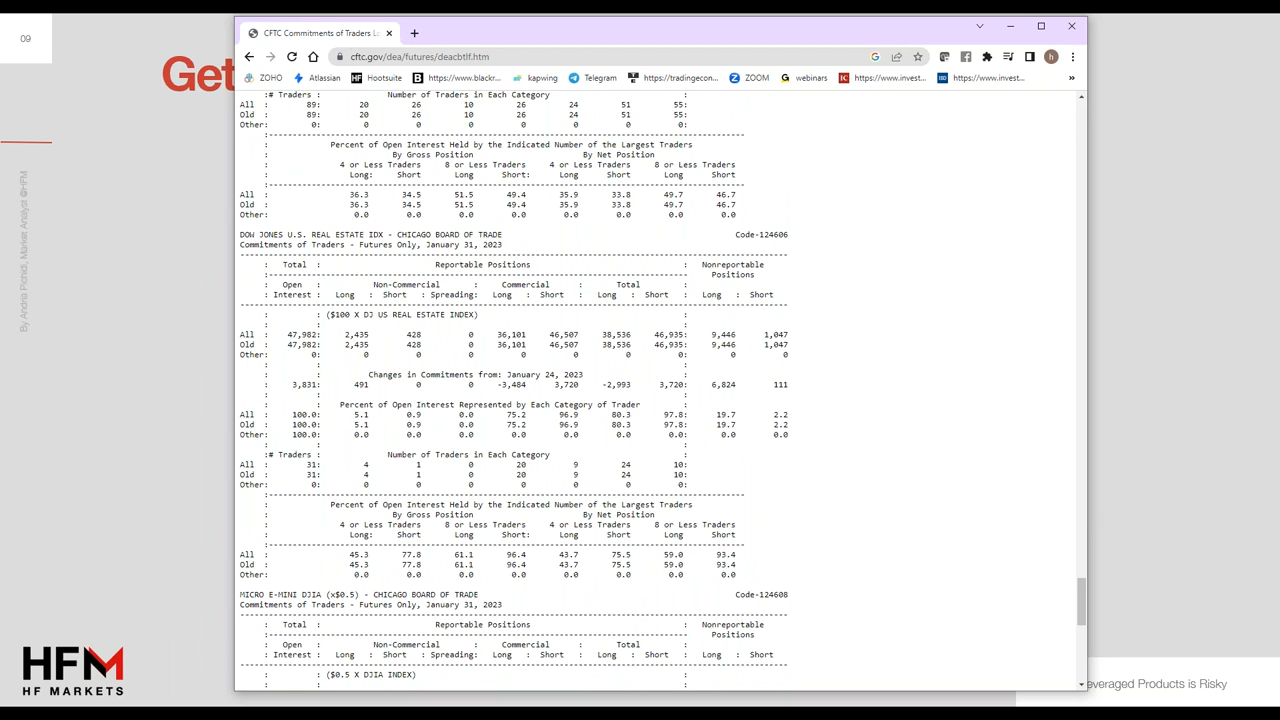 09
Get
By Andria Pichidi, Market Analyst @HFM
CFTC Commitments of Traders L
cftc.gov/dea/futures/deacbtlf.htm
ZOHO Atlassian Hootsuite https://www.blackr... kapwing Telegram https://tradingecon... ZOOM webinars https://www.invest... https://www.invest... »
:# Traders : Number of Traders in Each Category :
All : 89: 20 26 10 26 24 51 55:
Old : 89: 20 26 10 26 24 51 55:
Other: 0: 0 0 0 0 0 0 0:
: Percent of Open Interest Held by the Indicated Number of the Largest Traders
: By Gross Position By Net Position
: 4 or Less Traders 8 or Less Traders 4 or Less Traders 8 or Less Traders
: Long: Short Long Short: Long Short Long Short
All : 36.3 34.5 51.5 49.4 35.9 33.8 49.7 46.7
Old : 36.3 34.5 51.5 49.4 35.9 33.8 49.7 46.7
Other: 0.0 0.0 0.0 0.0 0.0 0.0 0.0 0.0
DOW JONES U.S. REAL ESTATE IDX - CHICAGO BOARD OF TRADE Code-124606
Commitments of Traders - Futures Only, January 31, 2023
: Total : Reportable Positions : Nonreportable
Positions
: Open : Non-Commercial : Commercial : Total :
: Interest : Long : Short : Spreading: Long : Short : Long : Short : Long : Short
: : ($100 X DJ US REAL ESTATE INDEX) :
All : 47,982: 2,435 428 0 36,101 46,507 38,536 46,935: 9,446 1,047
Old : 47,982: 2,435 428 0 36,101 46,507 38,536 46,935: 9,446 1,047
Other: 0: 0 0 0 0 0 0 0: 0 0
: : Changes in Commitments from: January 24, 2023 :
: 3,831: 491 0 0 -3,484 3,720 -2,993 3,720: 6,824 111
: : Percent of Open Interest Represented by Each Category of Trader :
All : 100.0: 5.1 0.9 0.0 75.2 96.9 80.3 97.8: 19.7 2.2
Old : 100.0: 5.1 0.9 0.0 75.2 96.9 80.3 97.8: 19.7 2.2
Other: 100.0: 0.0 0.0 0.0 0.0 0.0 0.0 0.0: 0.0 0.0
:# Traders : Number of Traders in Each Category :
All : 31: 4 1 0 20 9 24 10:
Old : 31: 4 1 0 20 9 24 10:
Other: 0: 0 0 0 0 0 0 0:
: Percent of Open Interest Held by the Indicated Number of the Largest Traders
: By Gross Position By Net Position
: 4 or Less Traders 8 or Less Traders 4 or Less Traders 8 or Less Traders
: Long: Short Long Short: Long Short Long Short
All : 45.3 77.8 61.1 96.4 43.7 75.5 59.0 93.4
Old : 45.3 77.8 61.1 96.4 43.7 75.5 59.0 93.4
Other: 0.0 0.0 0.0 0.0 0.0 0.0 0.0 0.0
MICRO E-MINI DJIA (x$0.5) - CHICAGO BOARD OF TRADE Code-124608
Commitments of Traders - Futures Only, January 31, 2023
: Total : Reportable Positions : Nonreportable
Positions
: Open : Non-Commercial : Commercial : Total :
: Interest : Long : Short : Spreading: Long : Short : Long : Short : Long : Short
: : ($0.5 X DJIA INDEX) :
HFM
HF MARKETS
everaged Products is Risky